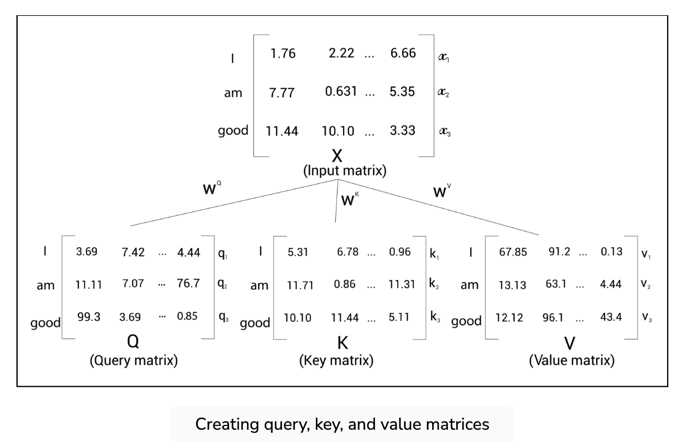 I 1.76 2.22 ... 6.66 x₁
am 7.77 0.631 ... 5.35 x₂
good 11.44 10.10 ... 3.33 x₃
X
(Input matrix)
W^Q W^K W^V
I 3.69 7.42 ... 4.44 q₁ I 5.31 6.78 ... 0.96 k₁ I 67.85 91.2 ... 0.13 v₁
am 11.11 7.07 ... 76.7 q₂ am 11.71 0.86 ... 11.31 k₂ am 13.13 63.1 ... 4.44 v₂
good 99.3 3.69 ... 0.85 q₃ good 10.10 11.44 ... 5.11 k₃ good 12.12 96.1 ... 43.4 v₃
Q K V
(Query matrix) (Key matrix) (Value matrix)
Creating query, key, and value matrices